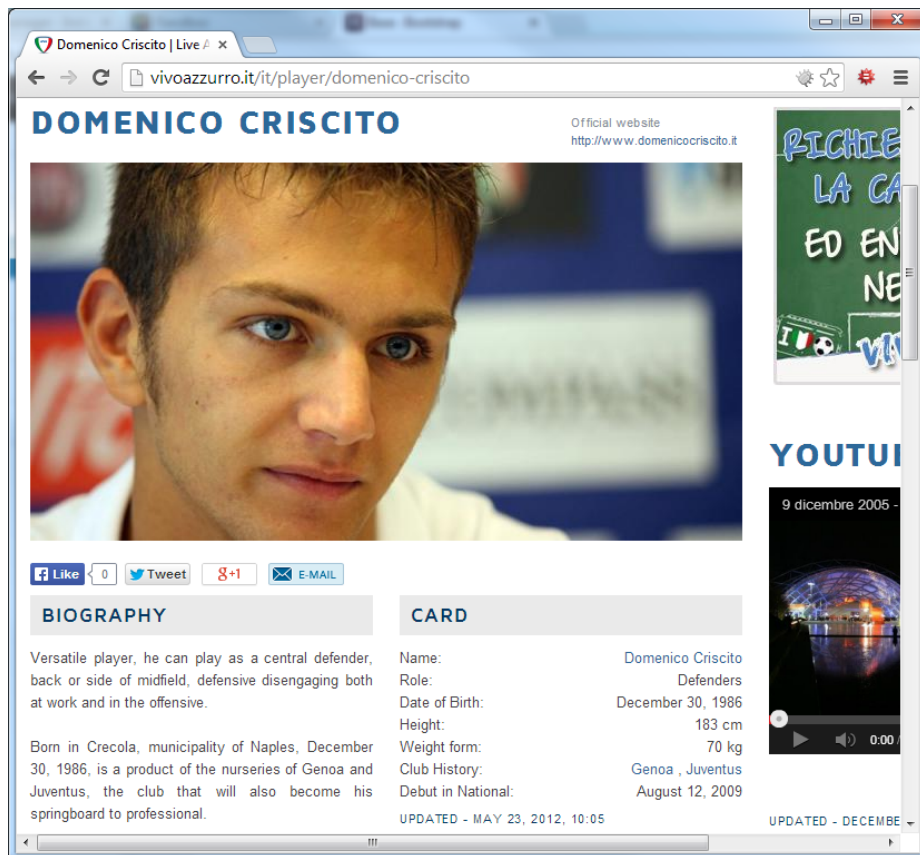 Domenico Criscito | Live A
vivoazzurro.it/it/player/domenico-criscito
DOMENICO CRISCITO
Official website
http://www.domenicocriscito.it
RICHIE
LA CA
ED EN
NE
VIV
YOUTU
9 dicembre 2005 -
Like 0 Tweet g+1 E-MAIL
BIOGRAPHY
Versatile player, he can play as a central defender,
back or side of midfield, defensive disengaging both
at work and in the offensive.
Born in Crecola, municipality of Naples, December
30, 1986, is a product of the nurseries of Genoa and
Juventus, the club that will also become his
springboard to professional.
CARD
Name: Domenico Criscito
Role: Defenders
Date of Birth: December 30, 1986
Height: 183 cm
Weight form: 70 kg
Club History: Genoa , Juventus
Debut in National: August 12, 2009
UPDATED - MAY 23, 2012, 10:05
0:00 /
UPDATED - DECEMBE